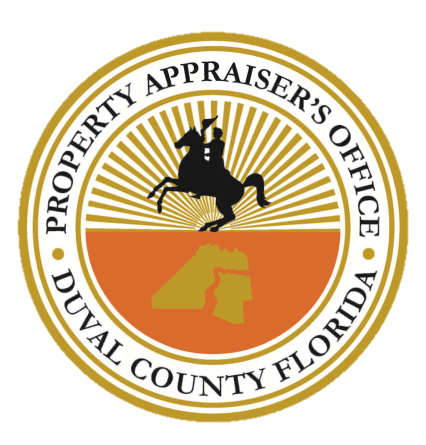 PROPERTY APPRAISER'S OFFICE
DUVAL COUNTY FLORIDA